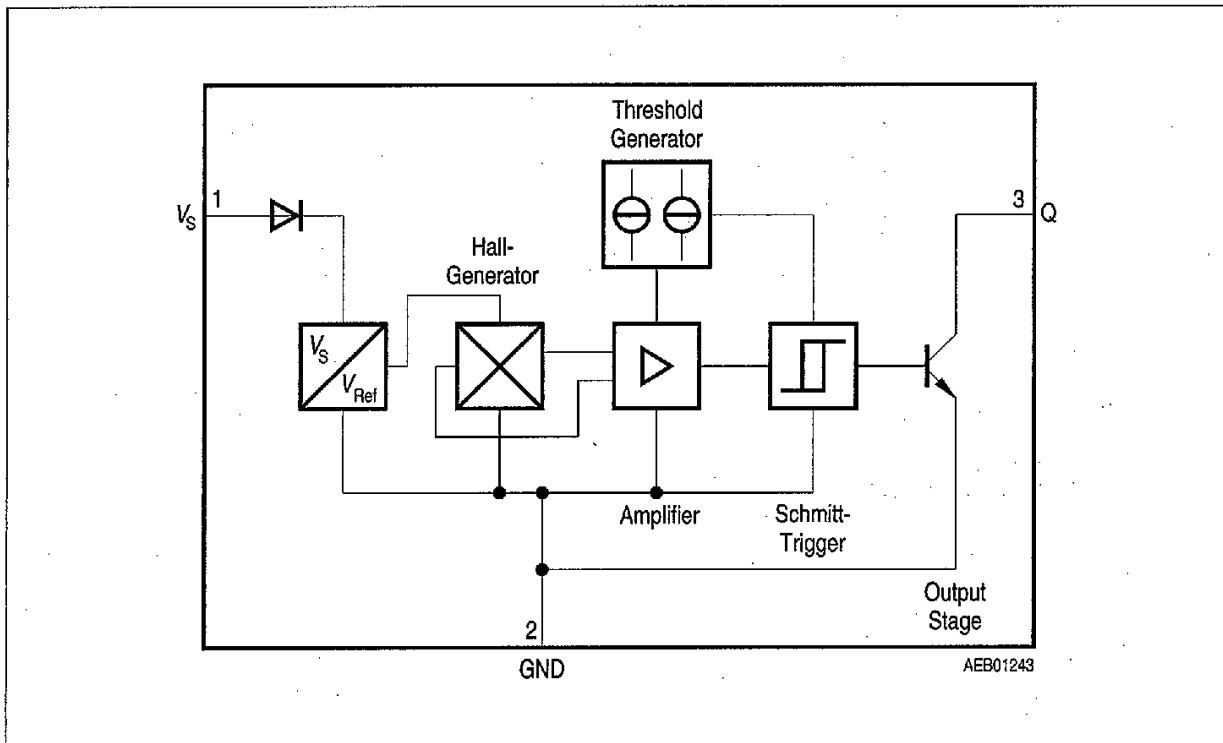 Threshold
Generator
V_S
1
3
Q
Hall-
Generator
V_S
V_Ref
Amplifier
Schmitt-
Trigger
Output
Stage
2
GND
AEB01243